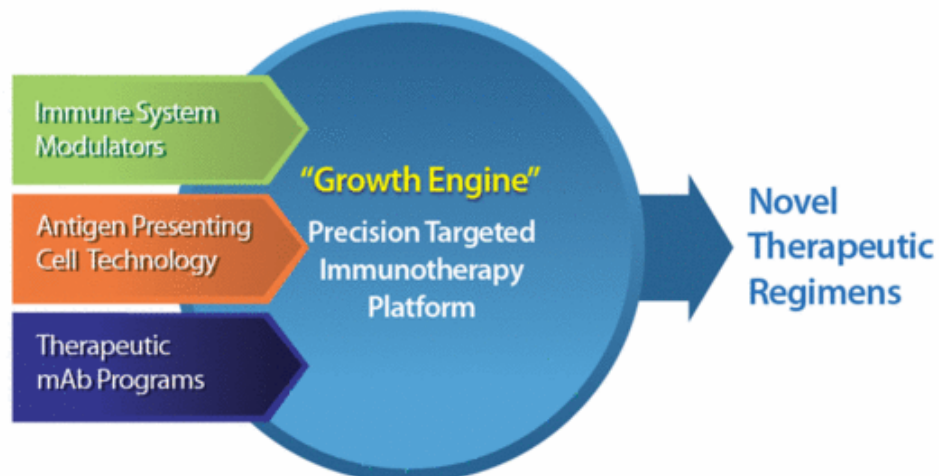 Immune System
Modulators
Antigen Presenting
Cell Technology
Therapeutic
mAb Programs
"Growth Engine"
Precision Targeted
Immunotherapy
Platform
Novel
Therapeutic
Regimens